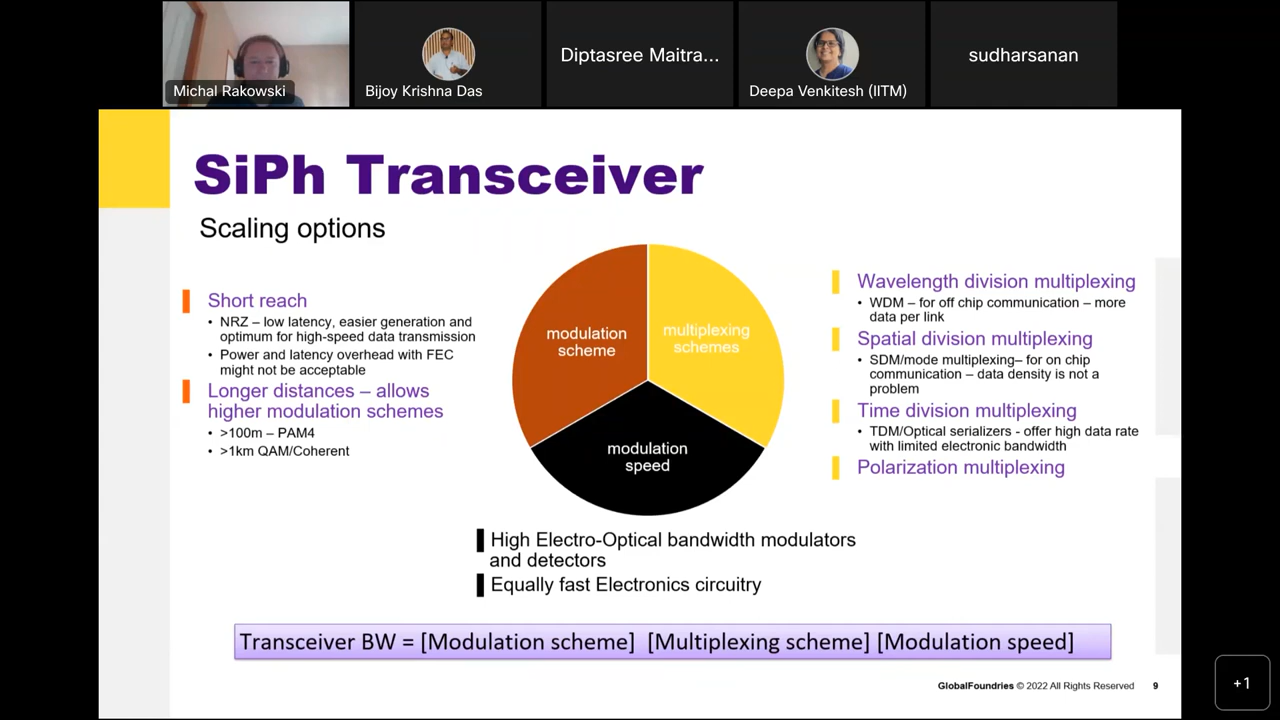 Michal Rakowski
Bijoy Krishna Das
Diptasree Maitra...
Deepa Venkitesh (IITM)
sudharsanan
SiPh Transceiver
Scaling options
Short reach
• NRZ – low latency, easier generation and
optimum for high-speed data transmission
• Power and latency overhead with FEC
might not be acceptable
Longer distances – allows
higher modulation schemes
• >100m – PAM4
• >1km QAM/Coherent
modulation
scheme
multiplexing
schemes
modulation
speed
Wavelength division multiplexing
• WDM – for off chip communication – more
data per link
Spatial division multiplexing
• SDM/mode multiplexing– for on chip
communication – data density is not a
problem
Time division multiplexing
• TDM/Optical serializers - offer high data rate
with limited electronic bandwidth
Polarization multiplexing
High Electro-Optical bandwidth modulators
and detectors
Equally fast Electronics circuitry
Transceiver BW = [Modulation scheme] [Multiplexing scheme] [Modulation speed]
GlobalFoundries © 2022 All Rights Reserved 9
+1